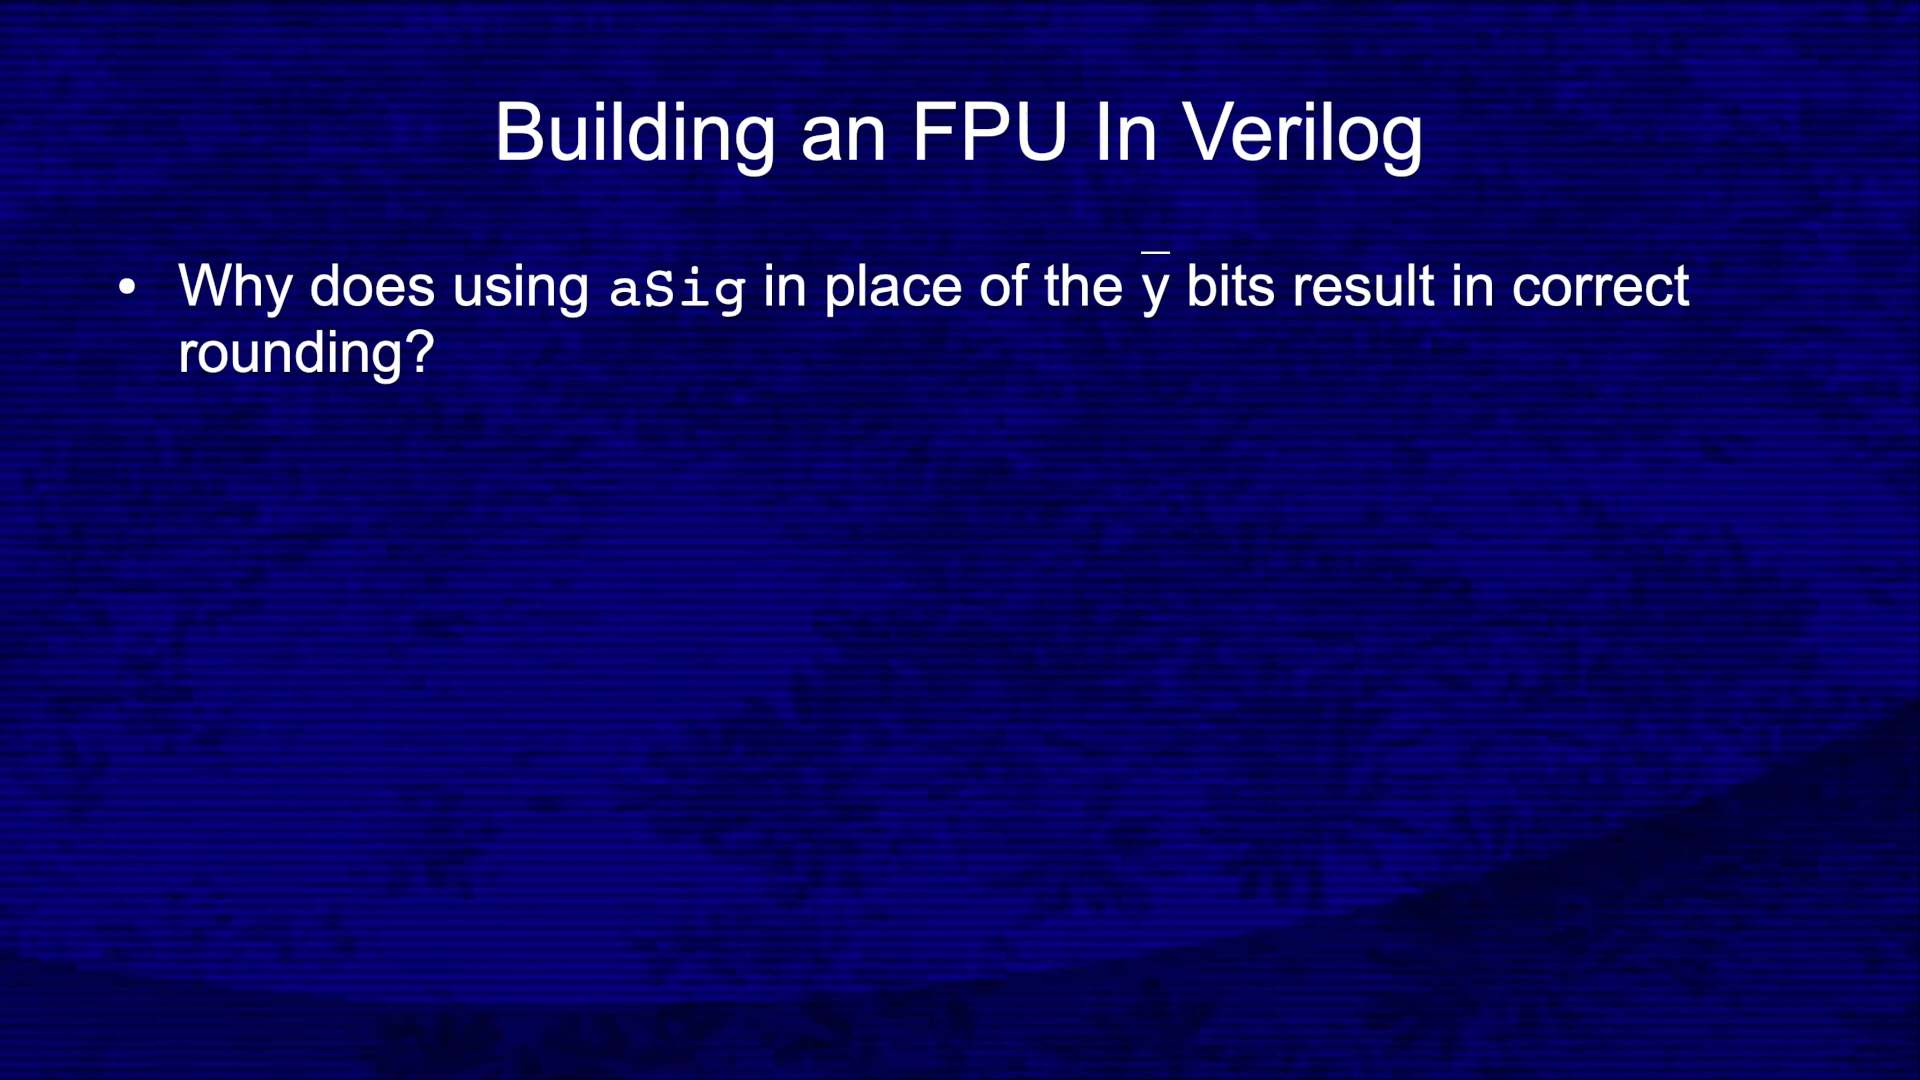 Building an FPU In Verilog
• Why does using aSig in place of the y̅ bits result in correct
rounding?